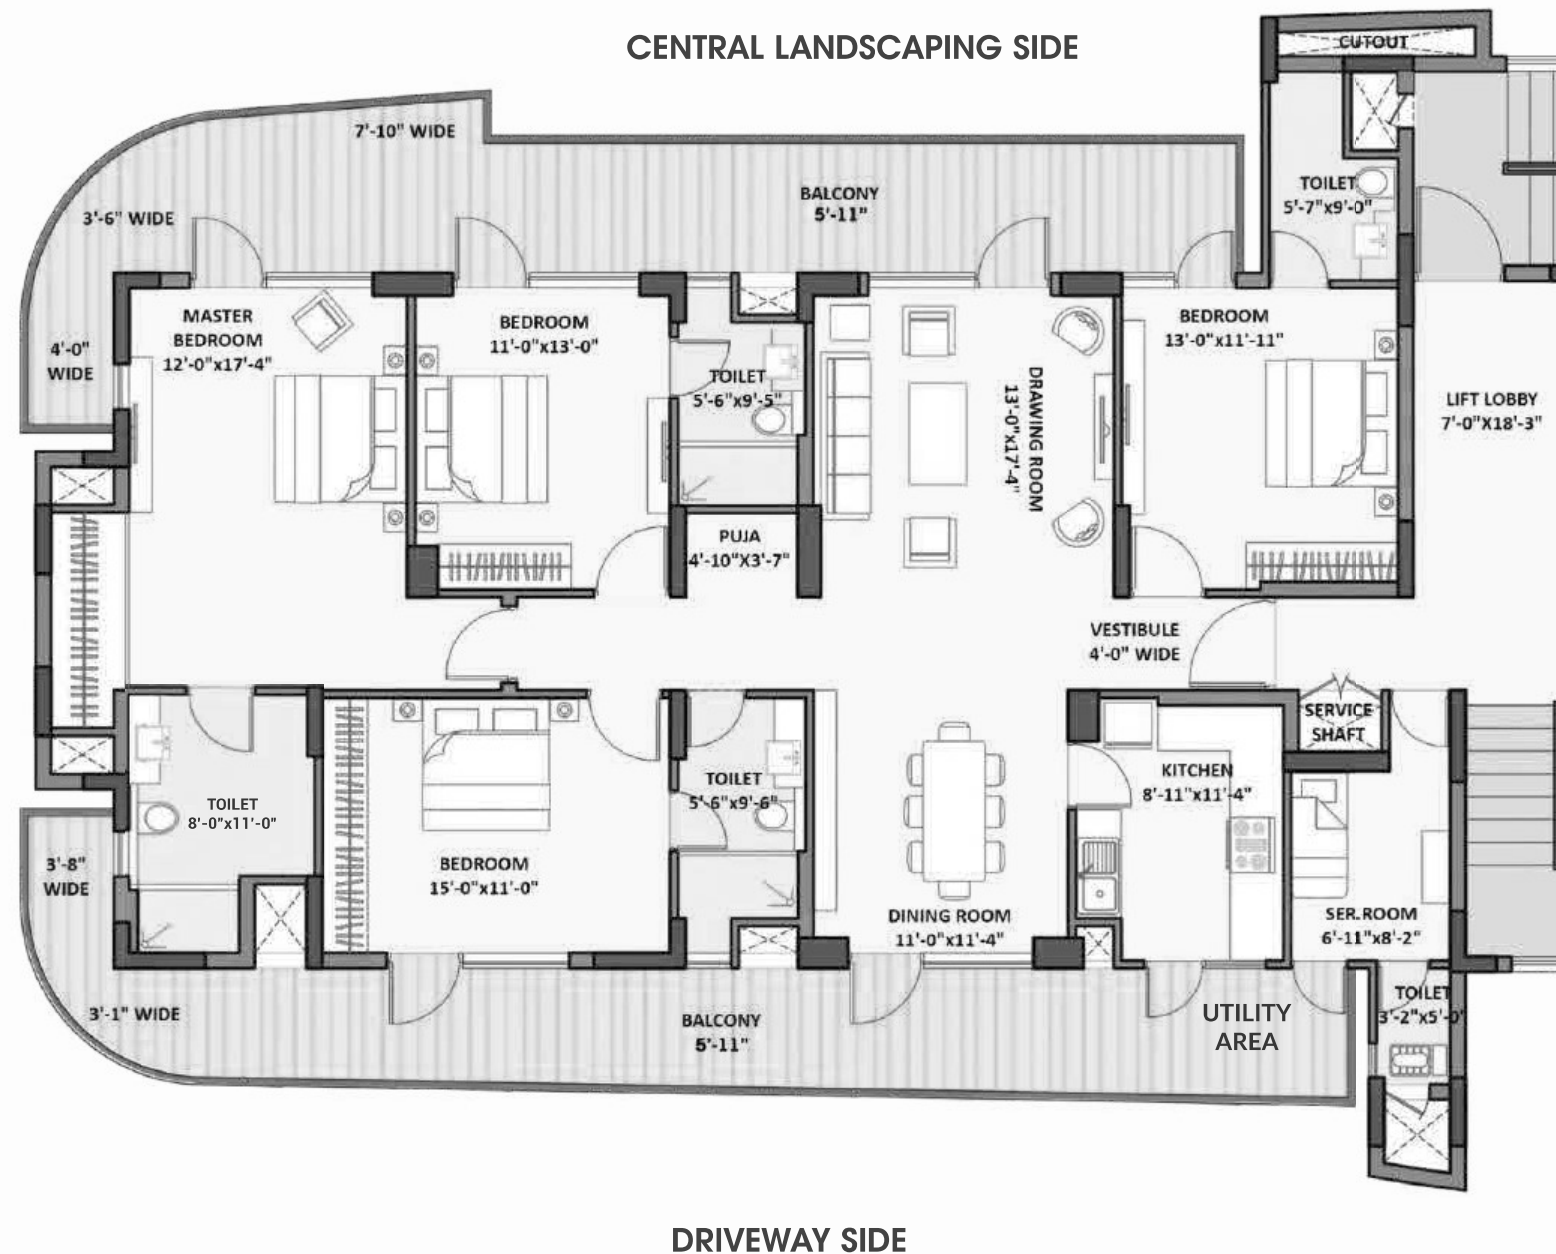 CENTRAL LANDSCAPING SIDE
CUTOUT
7'-10" WIDE
BALCONY
5'-11"
TOILET
5'-7"x9'-0"
3'-6" WIDE
MASTER
BEDROOM
12'-0"x17'-4"
BEDROOM
11'-0"x13'-0"
BEDROOM
13'-0"x11'-11"
4'-0"
WIDE
TOILET
5'-6"x9'-5"
DRAWING ROOM
13'-0"x17'-4"
LIFT LOBBY
7'-0"X18'-3"
PUJA
4'-10"X3'-7"
VESTIBULE
4'-0" WIDE
SERVICE
SHAFT
TOILET
8'-0"x11'-0"
TOILET
5'-6"x9'-6"
KITCHEN
8'-11"x11'-4"
3'-8"
WIDE
BEDROOM
15'-0"x11'-0"
DINING ROOM
11'-0"x11'-4"
SER.ROOM
6'-11"x8'-2"
3'-1" WIDE
BALCONY
5'-11"
UTILITY
AREA
TOILET
3'-2"x5'-0"
DRIVEWAY SIDE